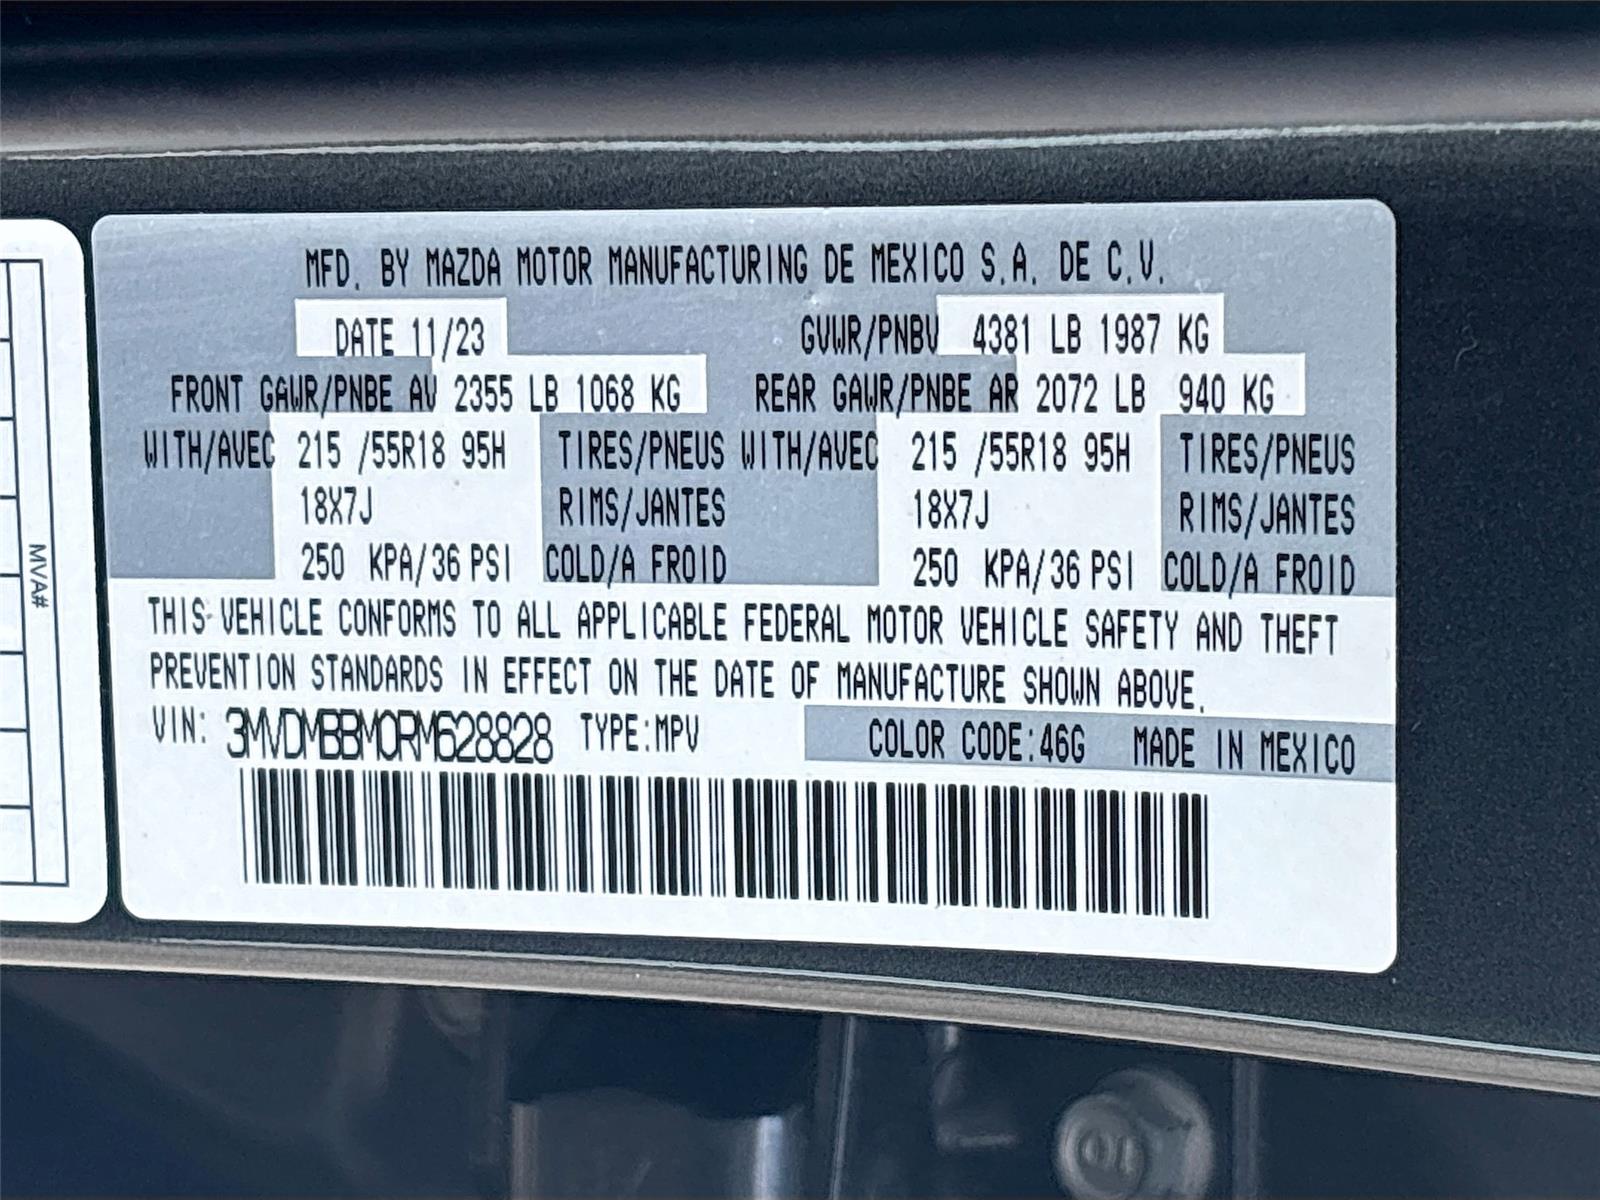 MFD. BY MAZDA MOTOR MANUFACTURING DE MEXICO S.A. DE C.V.
DATE 11/23 GVWR/PNBV 4381 LB 1987 KG
FRONT GAWR/PNBE AV 2355 LB 1068 KG REAR GAWR/PNBE AR 2072 LB 940 KG
WITH/AVEC 215 /55R18 95H TIRES/PNEUS WITH/AVEC 215 /55R18 95H TIRES/PNEUS
18X7J RIMS/JANTES 18X7J RIMS/JANTES
250 KPA/36 PSI COLD/A FROID 250 KPA/36 PSI COLD/A FROID
THIS VEHICLE CONFORMS TO ALL APPLICABLE FEDERAL MOTOR VEHICLE SAFETY AND THEFT
PREVENTION STANDARDS IN EFFECT ON THE DATE OF MANUFACTURE SHOWN ABOVE.
VIN: 3MVDMBBM0RM628828 TYPE:MPV COLOR CODE:46G MADE IN MEXICO
MVA#
10